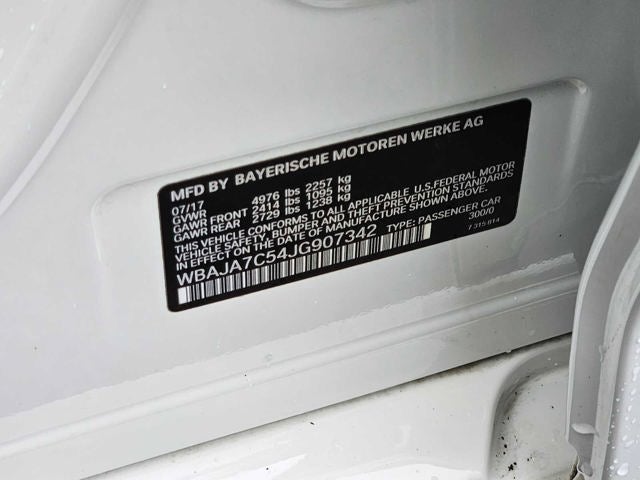 MFD BY BAYERISCHE MOTOREN WERKE AG
07/17
GVWR 4976 lbs 2257 kg
GAWR FRONT 2414 lbs 1095 kg
GAWR REAR 2729 lbs 1238 kg
THIS VEHICLE CONFORMS TO ALL APPLICABLE U.S.FEDERAL MOTOR
VEHICLE SAFETY, BUMPER AND THEFT PREVENTION STANDARDS IN
EFFECT ON THE DATE OF MANUFACTURE SHOWN ABOVE.
WBAJA7C54JG907342 TYPE: PASSENGER CAR
300/0
7 315 014